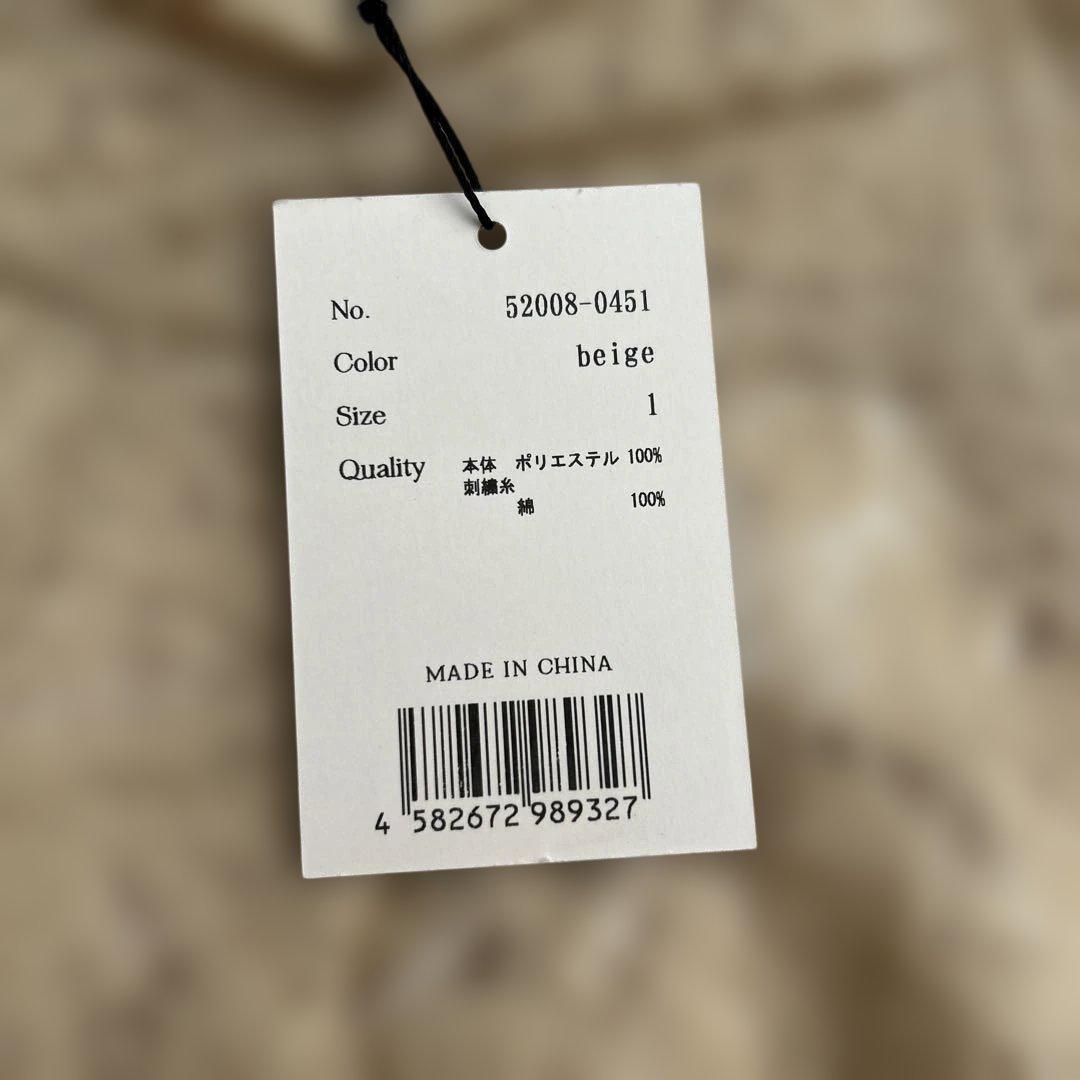 No. 52008-0451
Color beige
Size 1
Quality 本体 ポリエステル 100%
刺繍糸
綿 100%
MADE IN CHINA
4 582672 989327